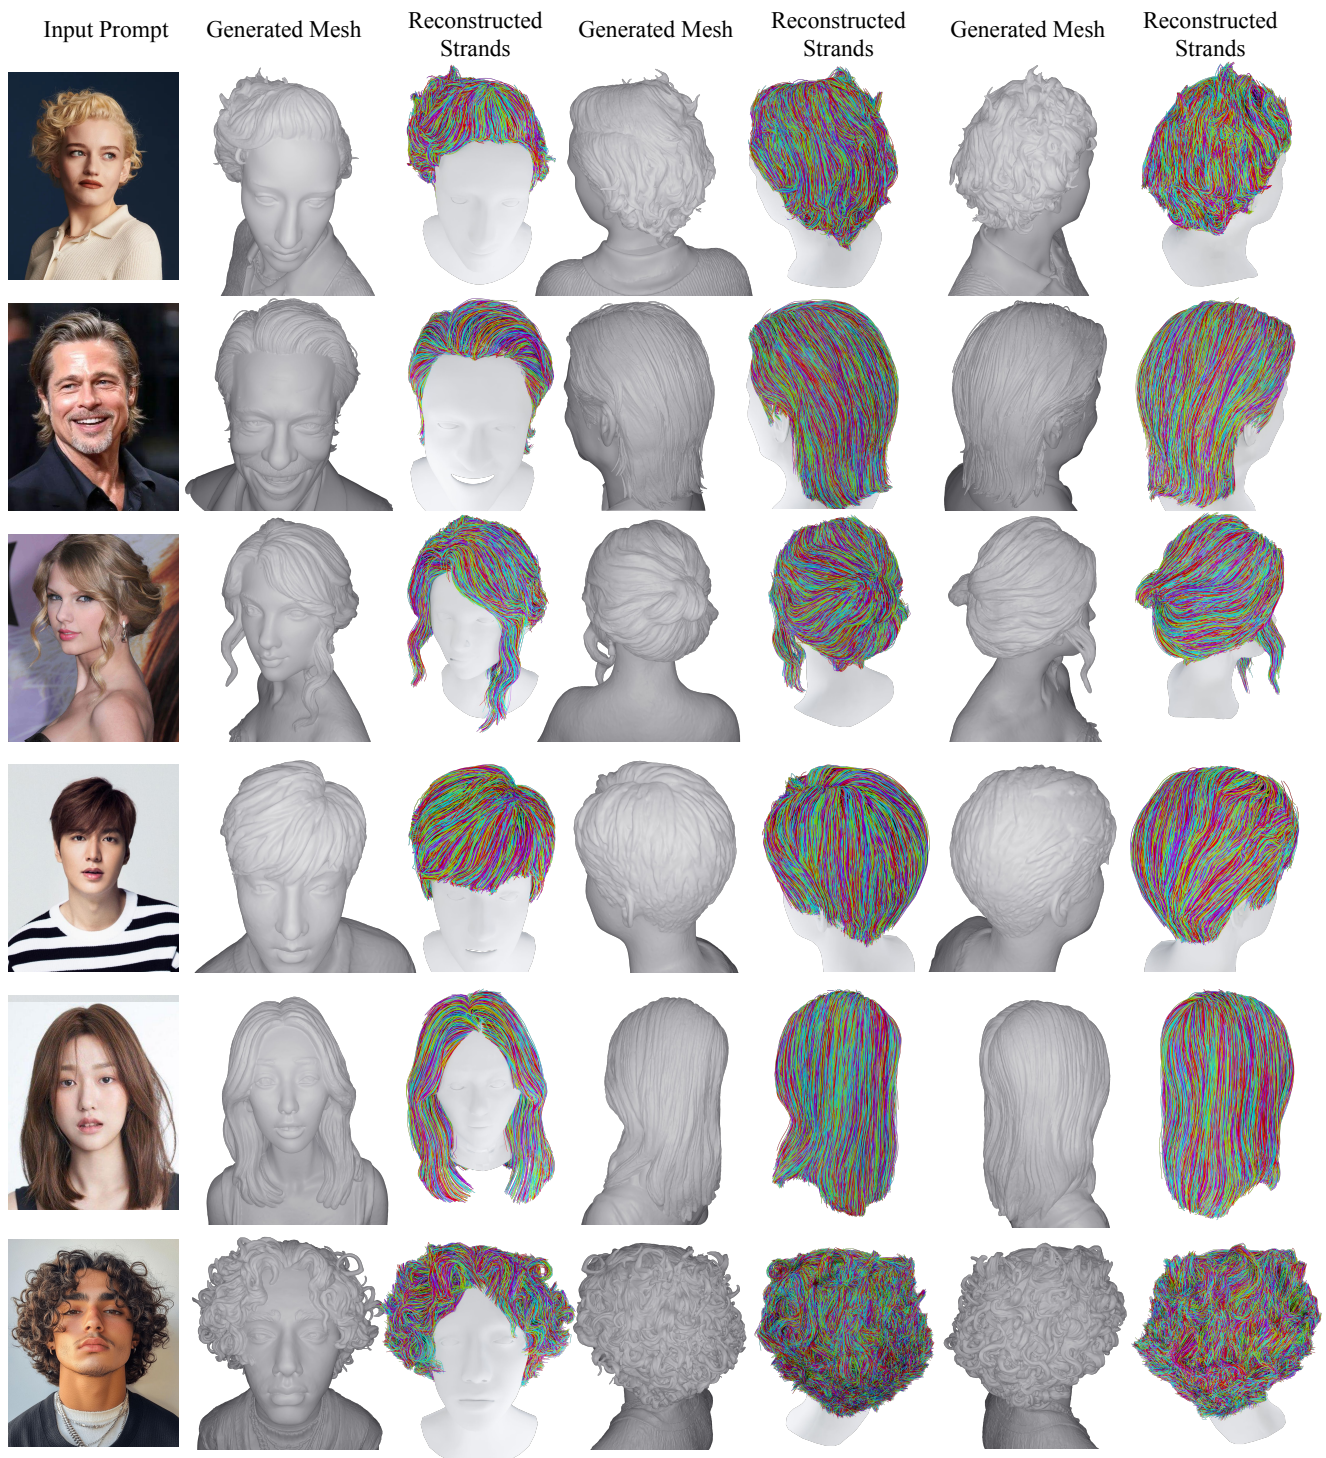 Input Prompt
Generated Mesh
Reconstructed
Strands
Generated Mesh
Reconstructed
Strands
Generated Mesh
Reconstructed
Strands